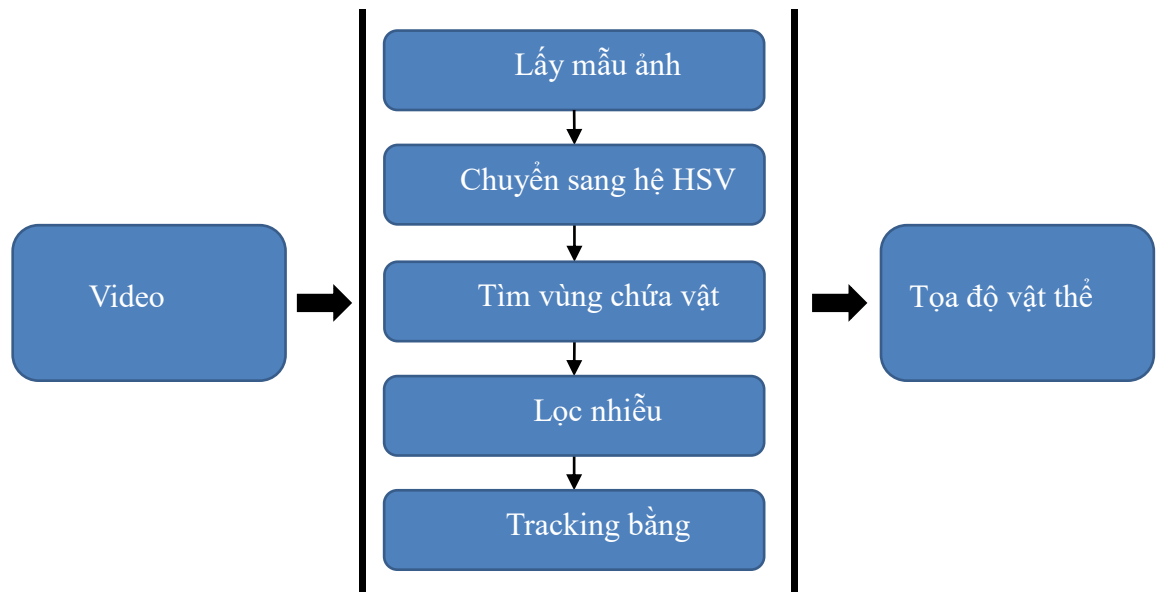 Video
Lấy mẫu ảnh
Chuyển sang hệ HSV
Tìm vùng chứa vật
Lọc nhiễu
Tracking bằng
Tọa độ vật thể